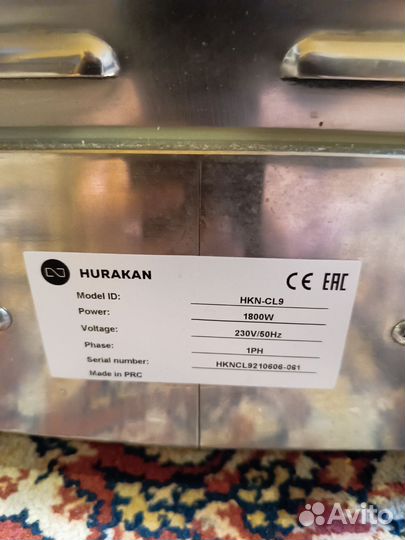 HURAKAN CE EAC
Model ID: HKN-CL9
Power: 1800W
Voltage: 230V/50Hz
Phase: 1PH
Serial number: HKNCL9210606-061
Made in PRC
Avito